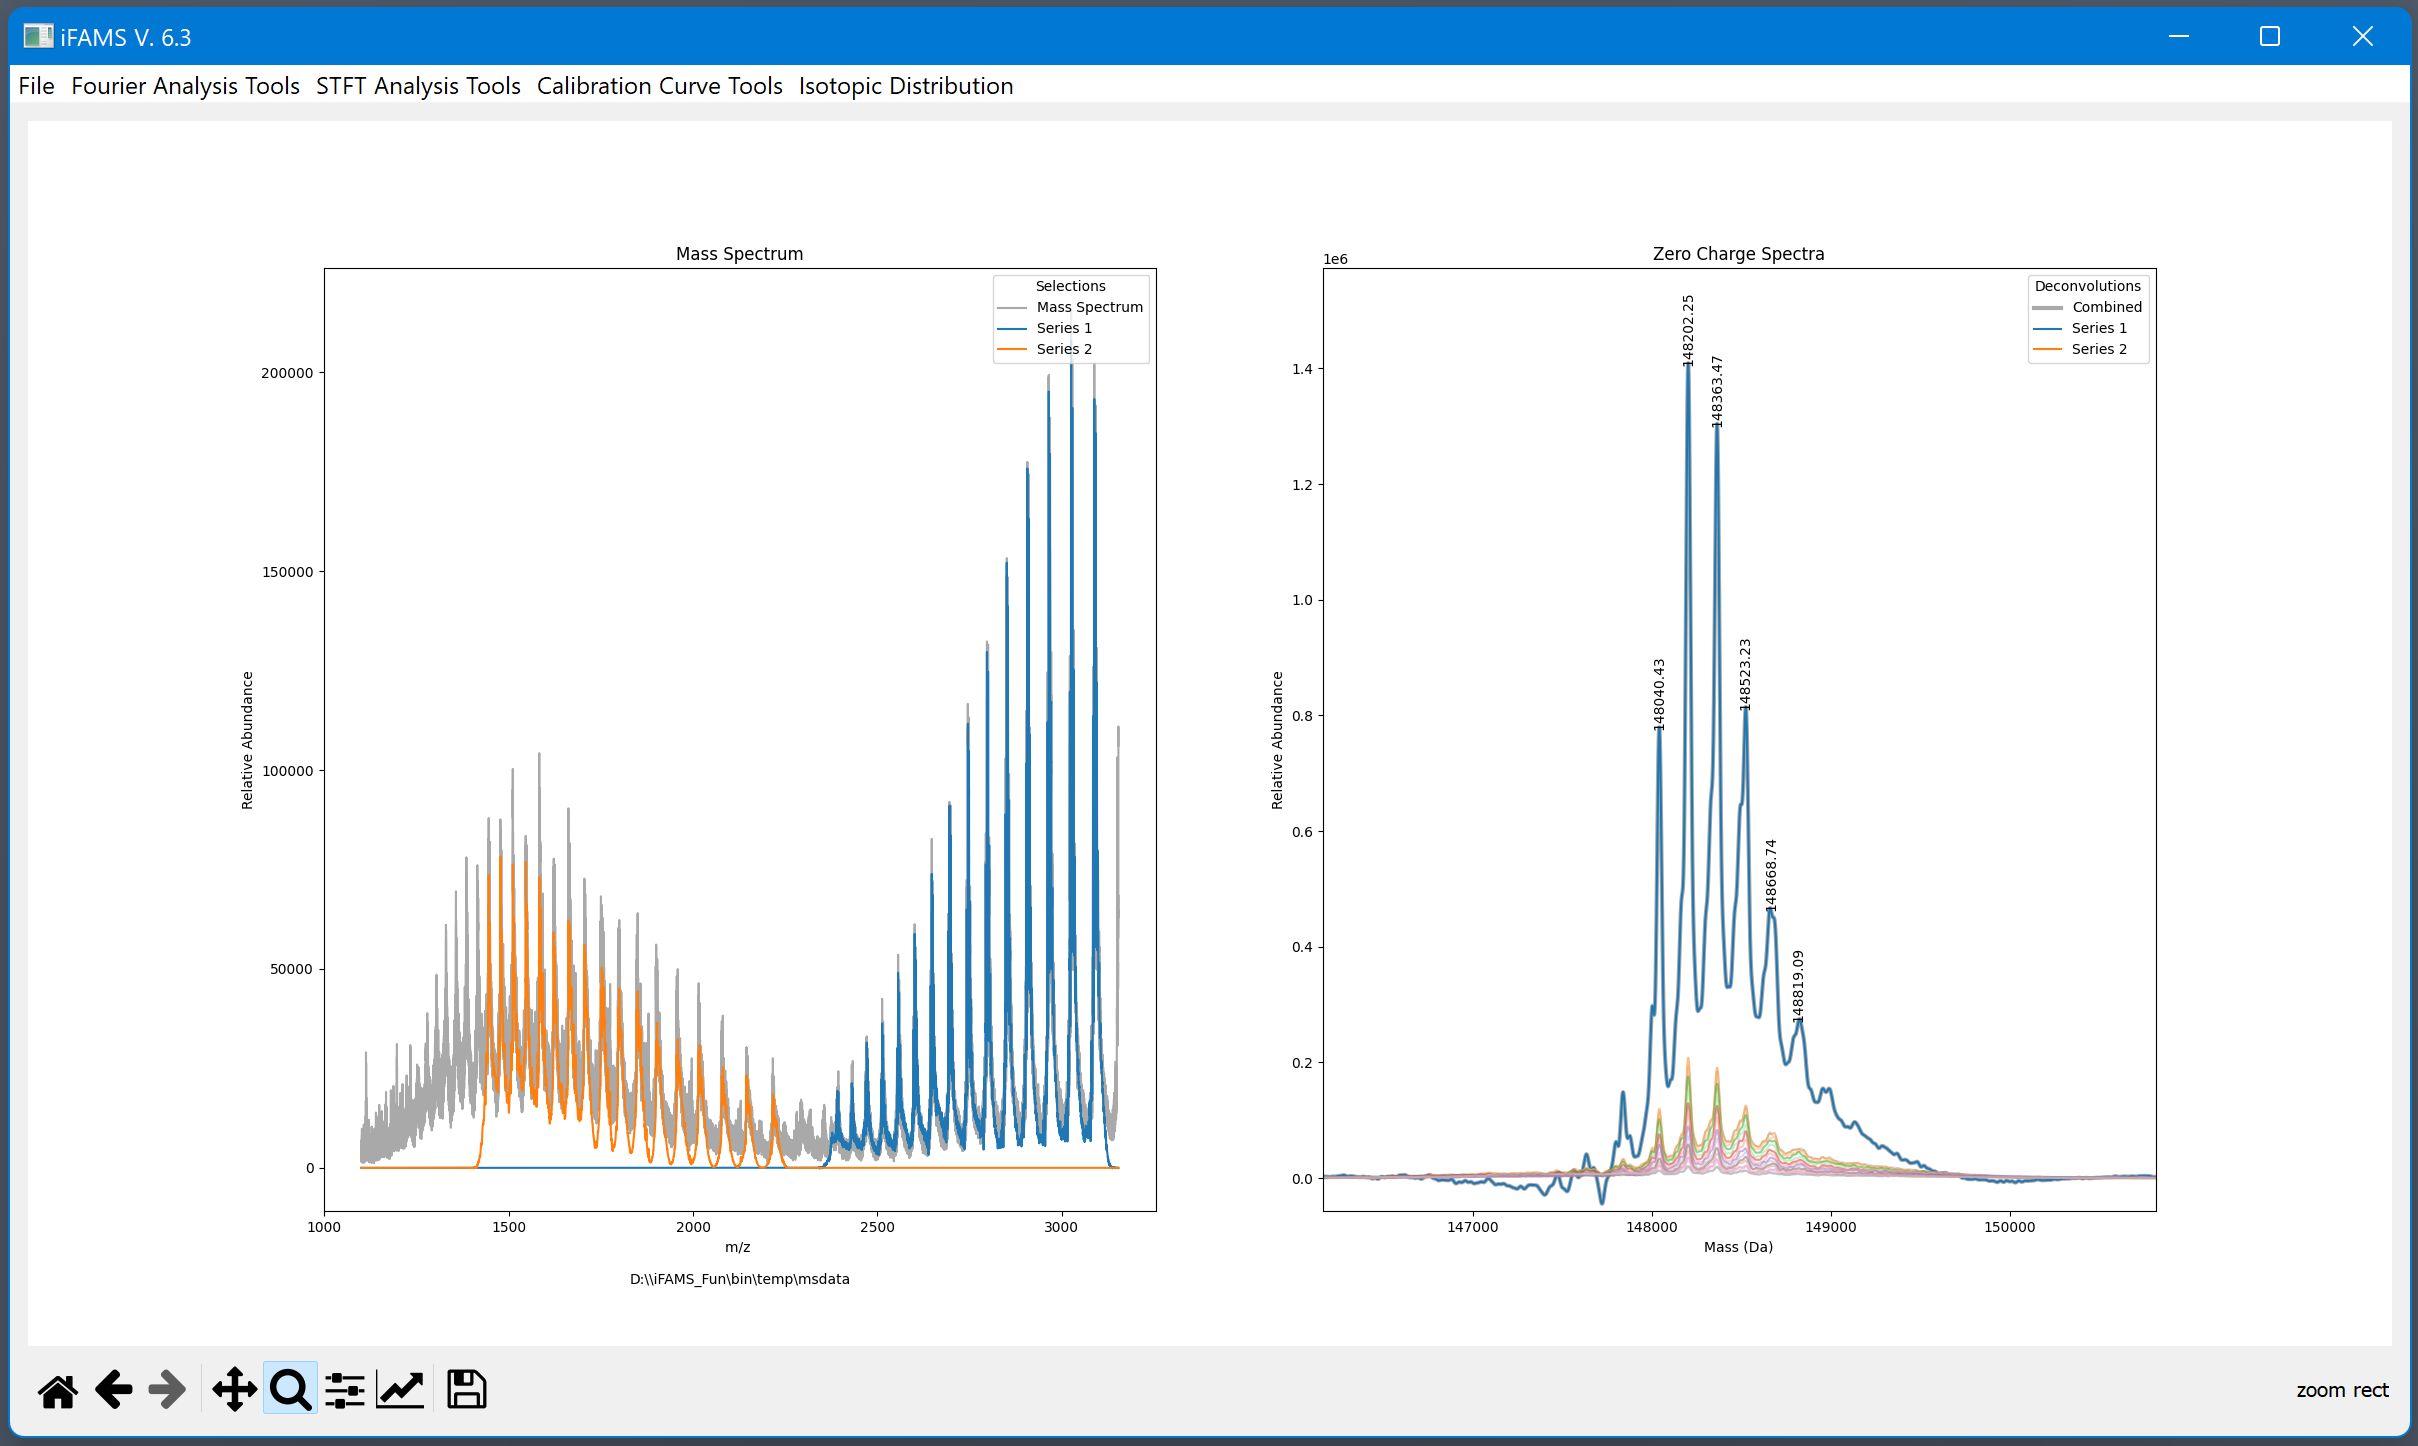 iFAMS V. 6.3
File Fourier Analysis Tools STFT Analysis Tools Calibration Curve Tools Isotopic Distribution
Mass Spectrum
Selections
Mass Spectrum
Series 1
Series 2
200000
150000
100000
50000
0
Relative Abundance
1000 1500 2000 2500 3000
m/z
D:\\iFAMS_Fun\bin\temp\msdata
Zero Charge Spectra
1e6
Deconvolutions
Combined
Series 1
Series 2
148202.25
148363.47
148040.43
148523.23
148668.74
148819.09
1.4
1.2
1.0
0.8
0.6
0.4
0.2
0.0
Relative Abundance
147000 148000 149000 150000
Mass (Da)
zoom rect